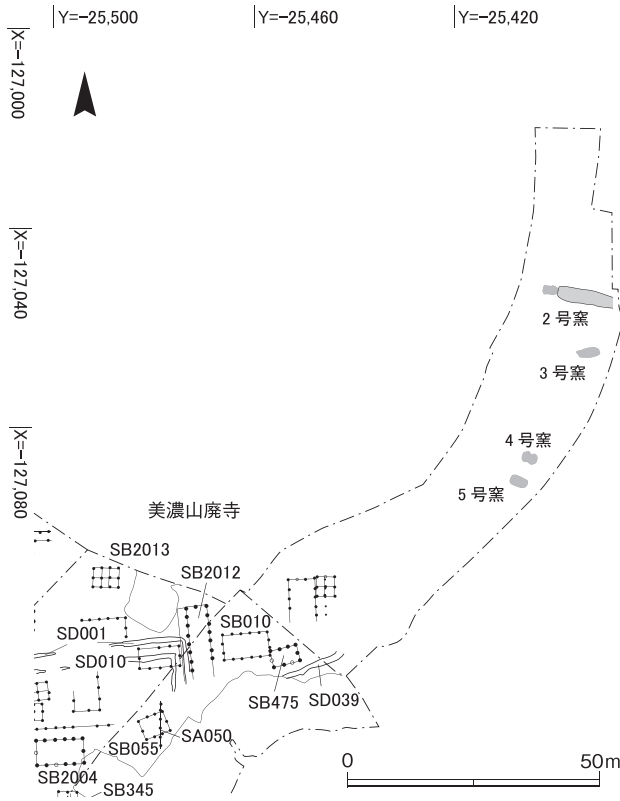 Y=-25,500
Y=-25,460
Y=-25,420
X=-127,000
X=-127,040
2号窯
3号窯
X=-127,080
4号窯
5号窯
美濃山廃寺
SB2013
SB2012
SB010
SD001
SD010
SB475
SD039
SA050
SB055
SB2004
SB345
0
50m